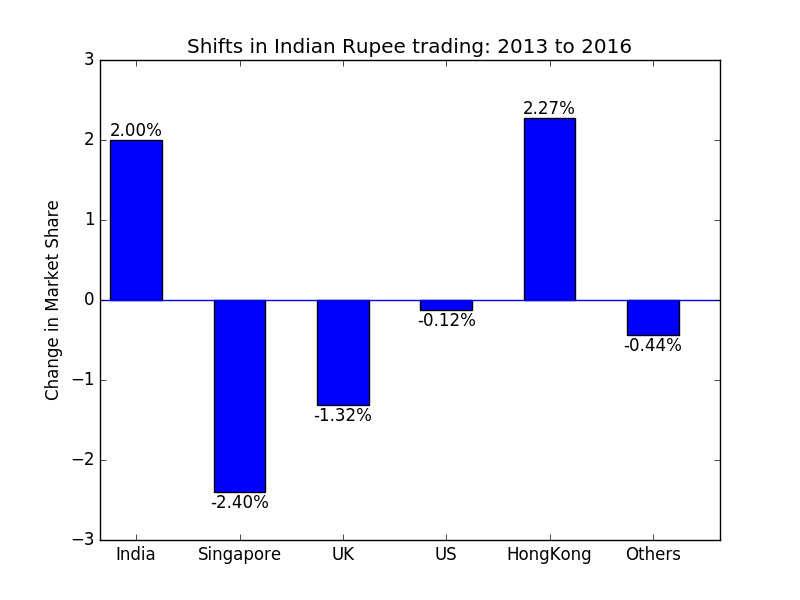 Shifts in Indian Rupee trading: 2013 to 2016
3
2
1
0
−1
−2
−3
Change in Market Share
2.00%
-2.40%
-1.32%
-0.12%
2.27%
-0.44%
India
Singapore
UK
US
HongKong
Others